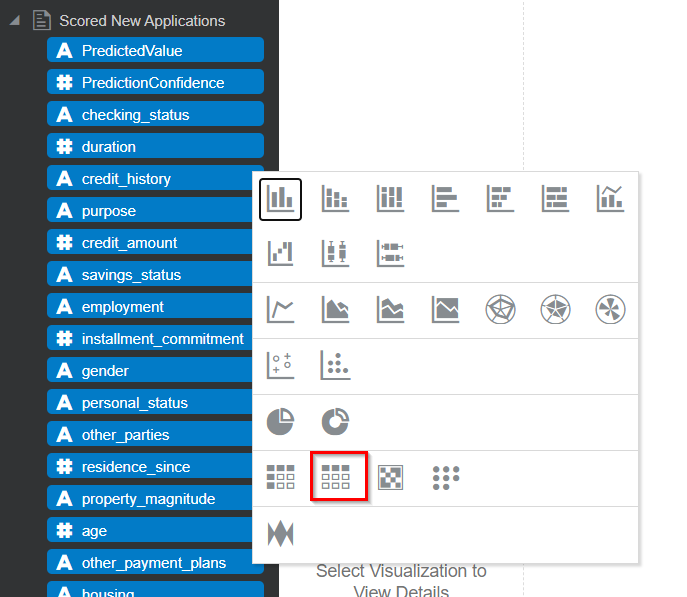 Scored New Applications
A PredictedValue
# PredictionConfidence
A checking_status
# duration
A credit_history
A purpose
# credit_amount
A savings_status
A employment
# installment_commitment
A gender
A personal_status
A other_parties
# residence_since
A property_magnitude
# age
A other_payment_plans
A housing
Select Visualization to
View Details